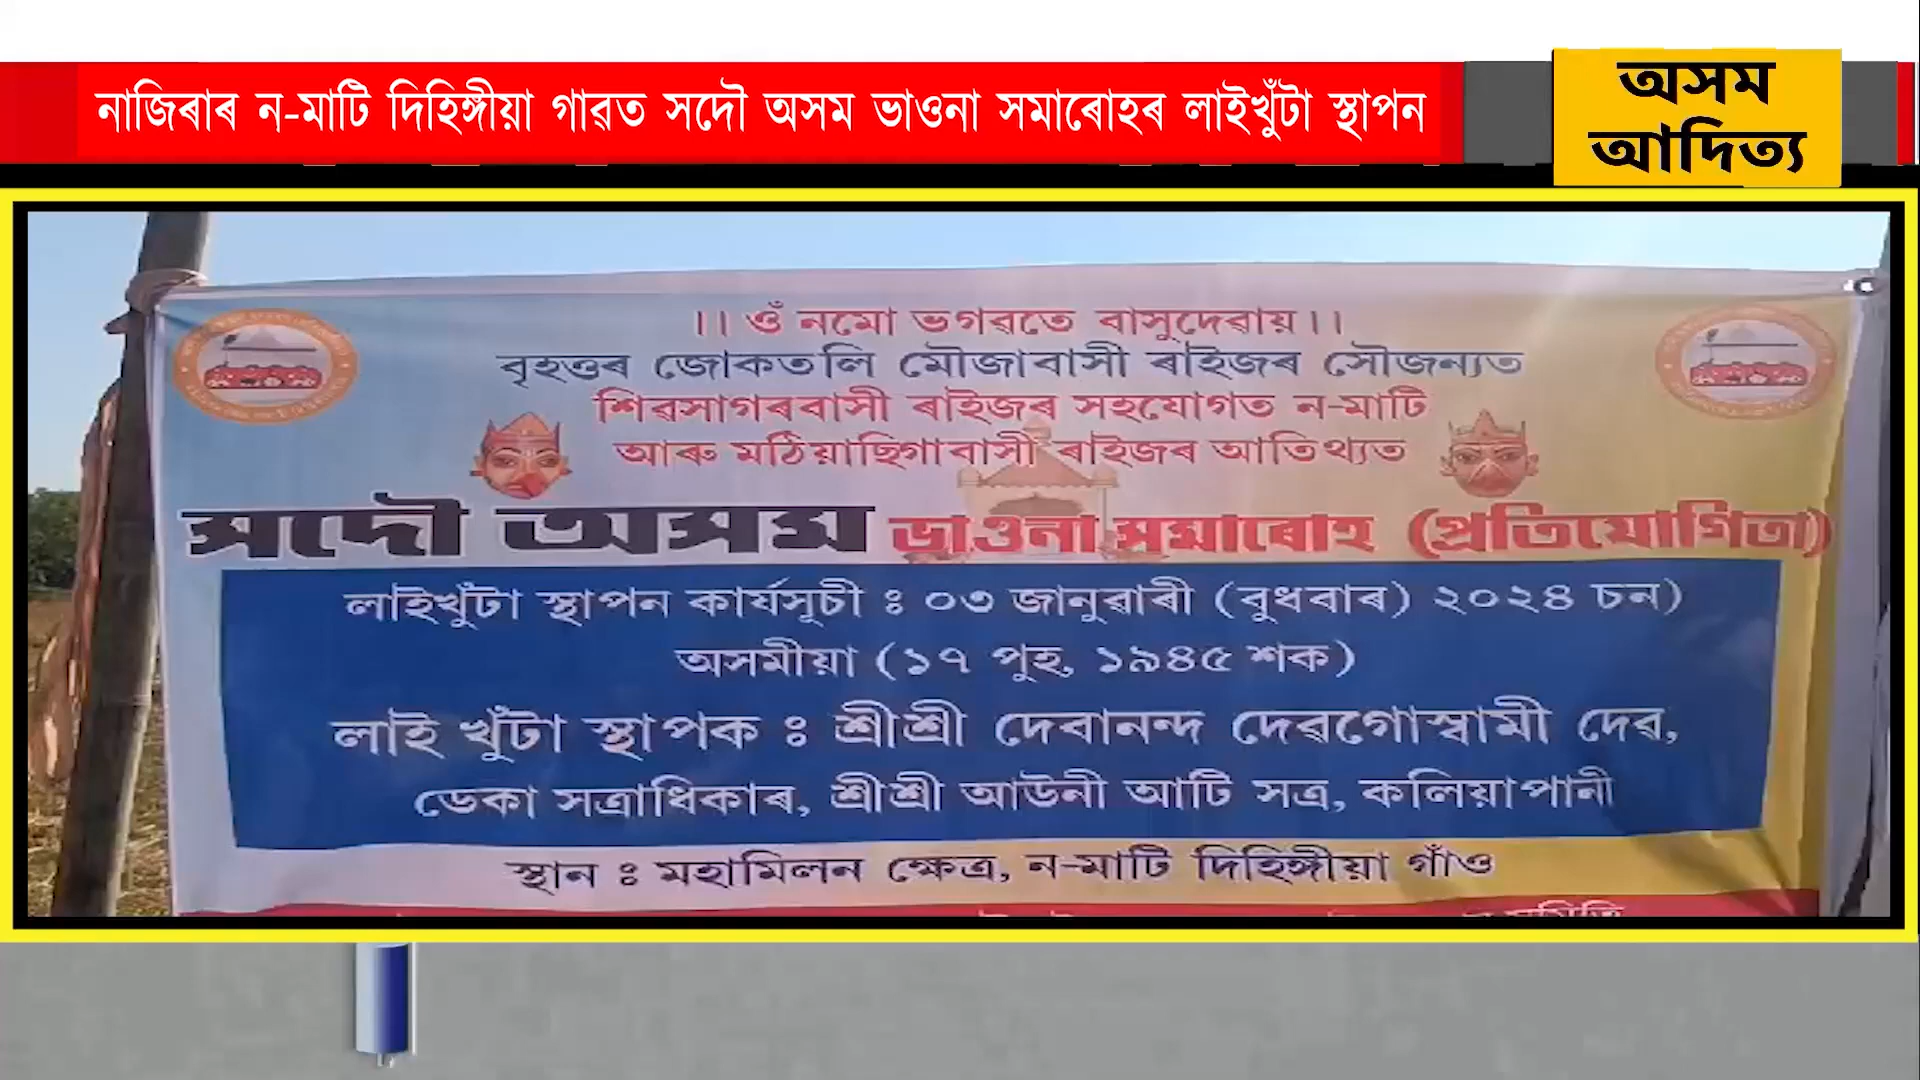 নাজিৰাৰ ন-মাটি দিহিঙ্গীয়া গাৱত সদৌ অসম ভাওনা সমাৰোহৰ লাইখুঁটা স্থাপন
অসম
আদিত্য
।। ওঁ নমো ভগৱতে বাসুদেৱায়।।
বৃহত্তৰ জোকতলি মৌজাবাসী ৰাইজৰ সৌজন্যত
শিৱসাগৰবাসী ৰাইজৰ সহযোগত ন-মাটি
আৰু মঠিয়াছিগাবাসী ৰাইজৰ আতিথ্যত
সদৌ অসম ভাওনা সমাৰোহ (প্ৰতিযোগিতা)
লাইখুঁটা স্থাপন কাৰ্যসূচী ঃ ০৩ জানুৱাৰী (বুধবাৰ) ২০২৪ চন)
অসমীয়া (১৭ পুহ, ১৯৪৫ শক)
লাই খুঁটা স্থাপক ঃ শ্ৰীশ্ৰী দেবানন্দ দেৱগোস্বামী দেৱ,
ডেকা সত্ৰাধিকাৰ, শ্ৰীশ্ৰী আউনী আটি সত্ৰ, কলিয়াপানী
স্থান ঃ মহামিলন ক্ষেত্ৰ, ন-মাটি দিহিঙ্গীয়া গাঁও